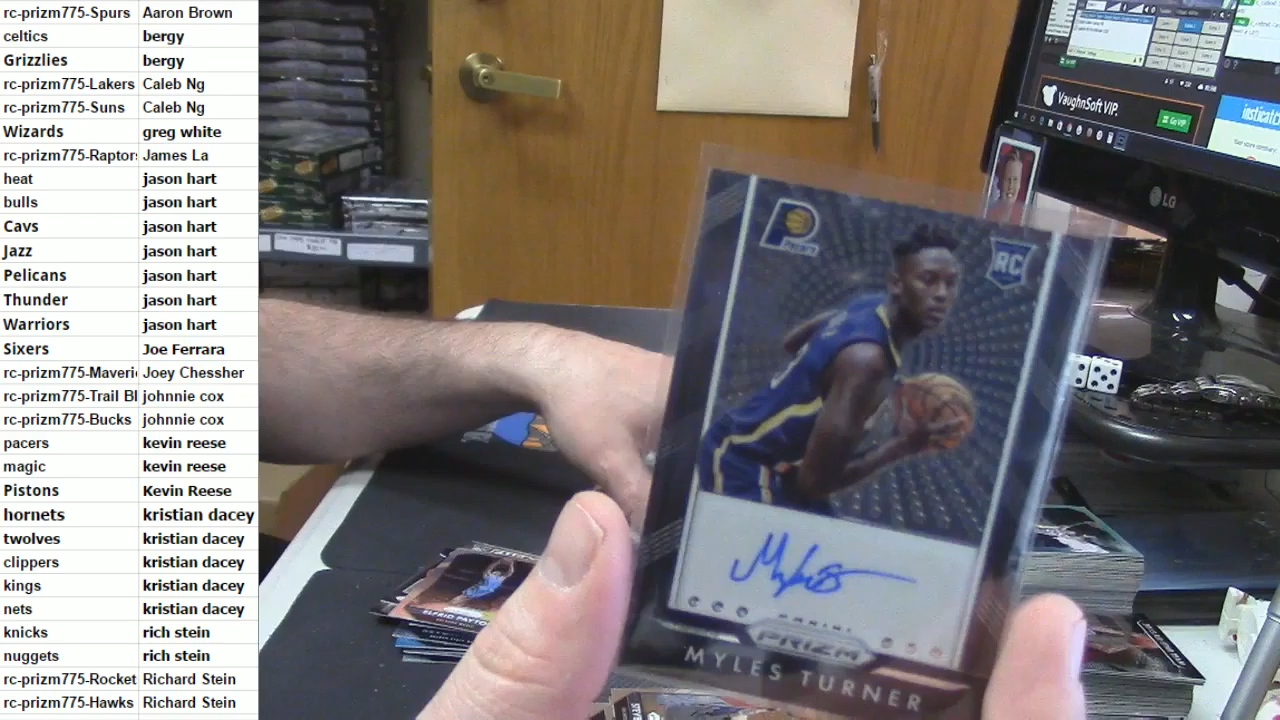 rc-prizm775-Spurs Aaron Brown
celtics bergy
Grizzlies bergy
rc-prizm775-Lakers Caleb Ng
rc-prizm775-Suns Caleb Ng
Wizards greg white
rc-prizm775-Raptors James La
heat jason hart
bulls jason hart
Cavs jason hart
Jazz jason hart
Pelicans jason hart
Thunder jason hart
Warriors jason hart
Sixers Joe Ferrara
rc-prizm775-Maveri Joey Chessher
rc-prizm775-Trail Bl johnnie cox
rc-prizm775-Bucks johnnie cox
pacers kevin reese
magic kevin reese
Pistons Kevin Reese
hornets kristian dacey
twolves kristian dacey
clippers kristian dacey
kings kristian dacey
nets kristian dacey
knicks rich stein
nuggets rich stein
rc-prizm775-Rocket Richard Stein
rc-prizm775-Hawks Richard Stein
VaughnSoft VIP.
Go VIP
LG
Pacers
RC
PANINI
PRIZM
MYLES TURNER
ELFRID PAYTO